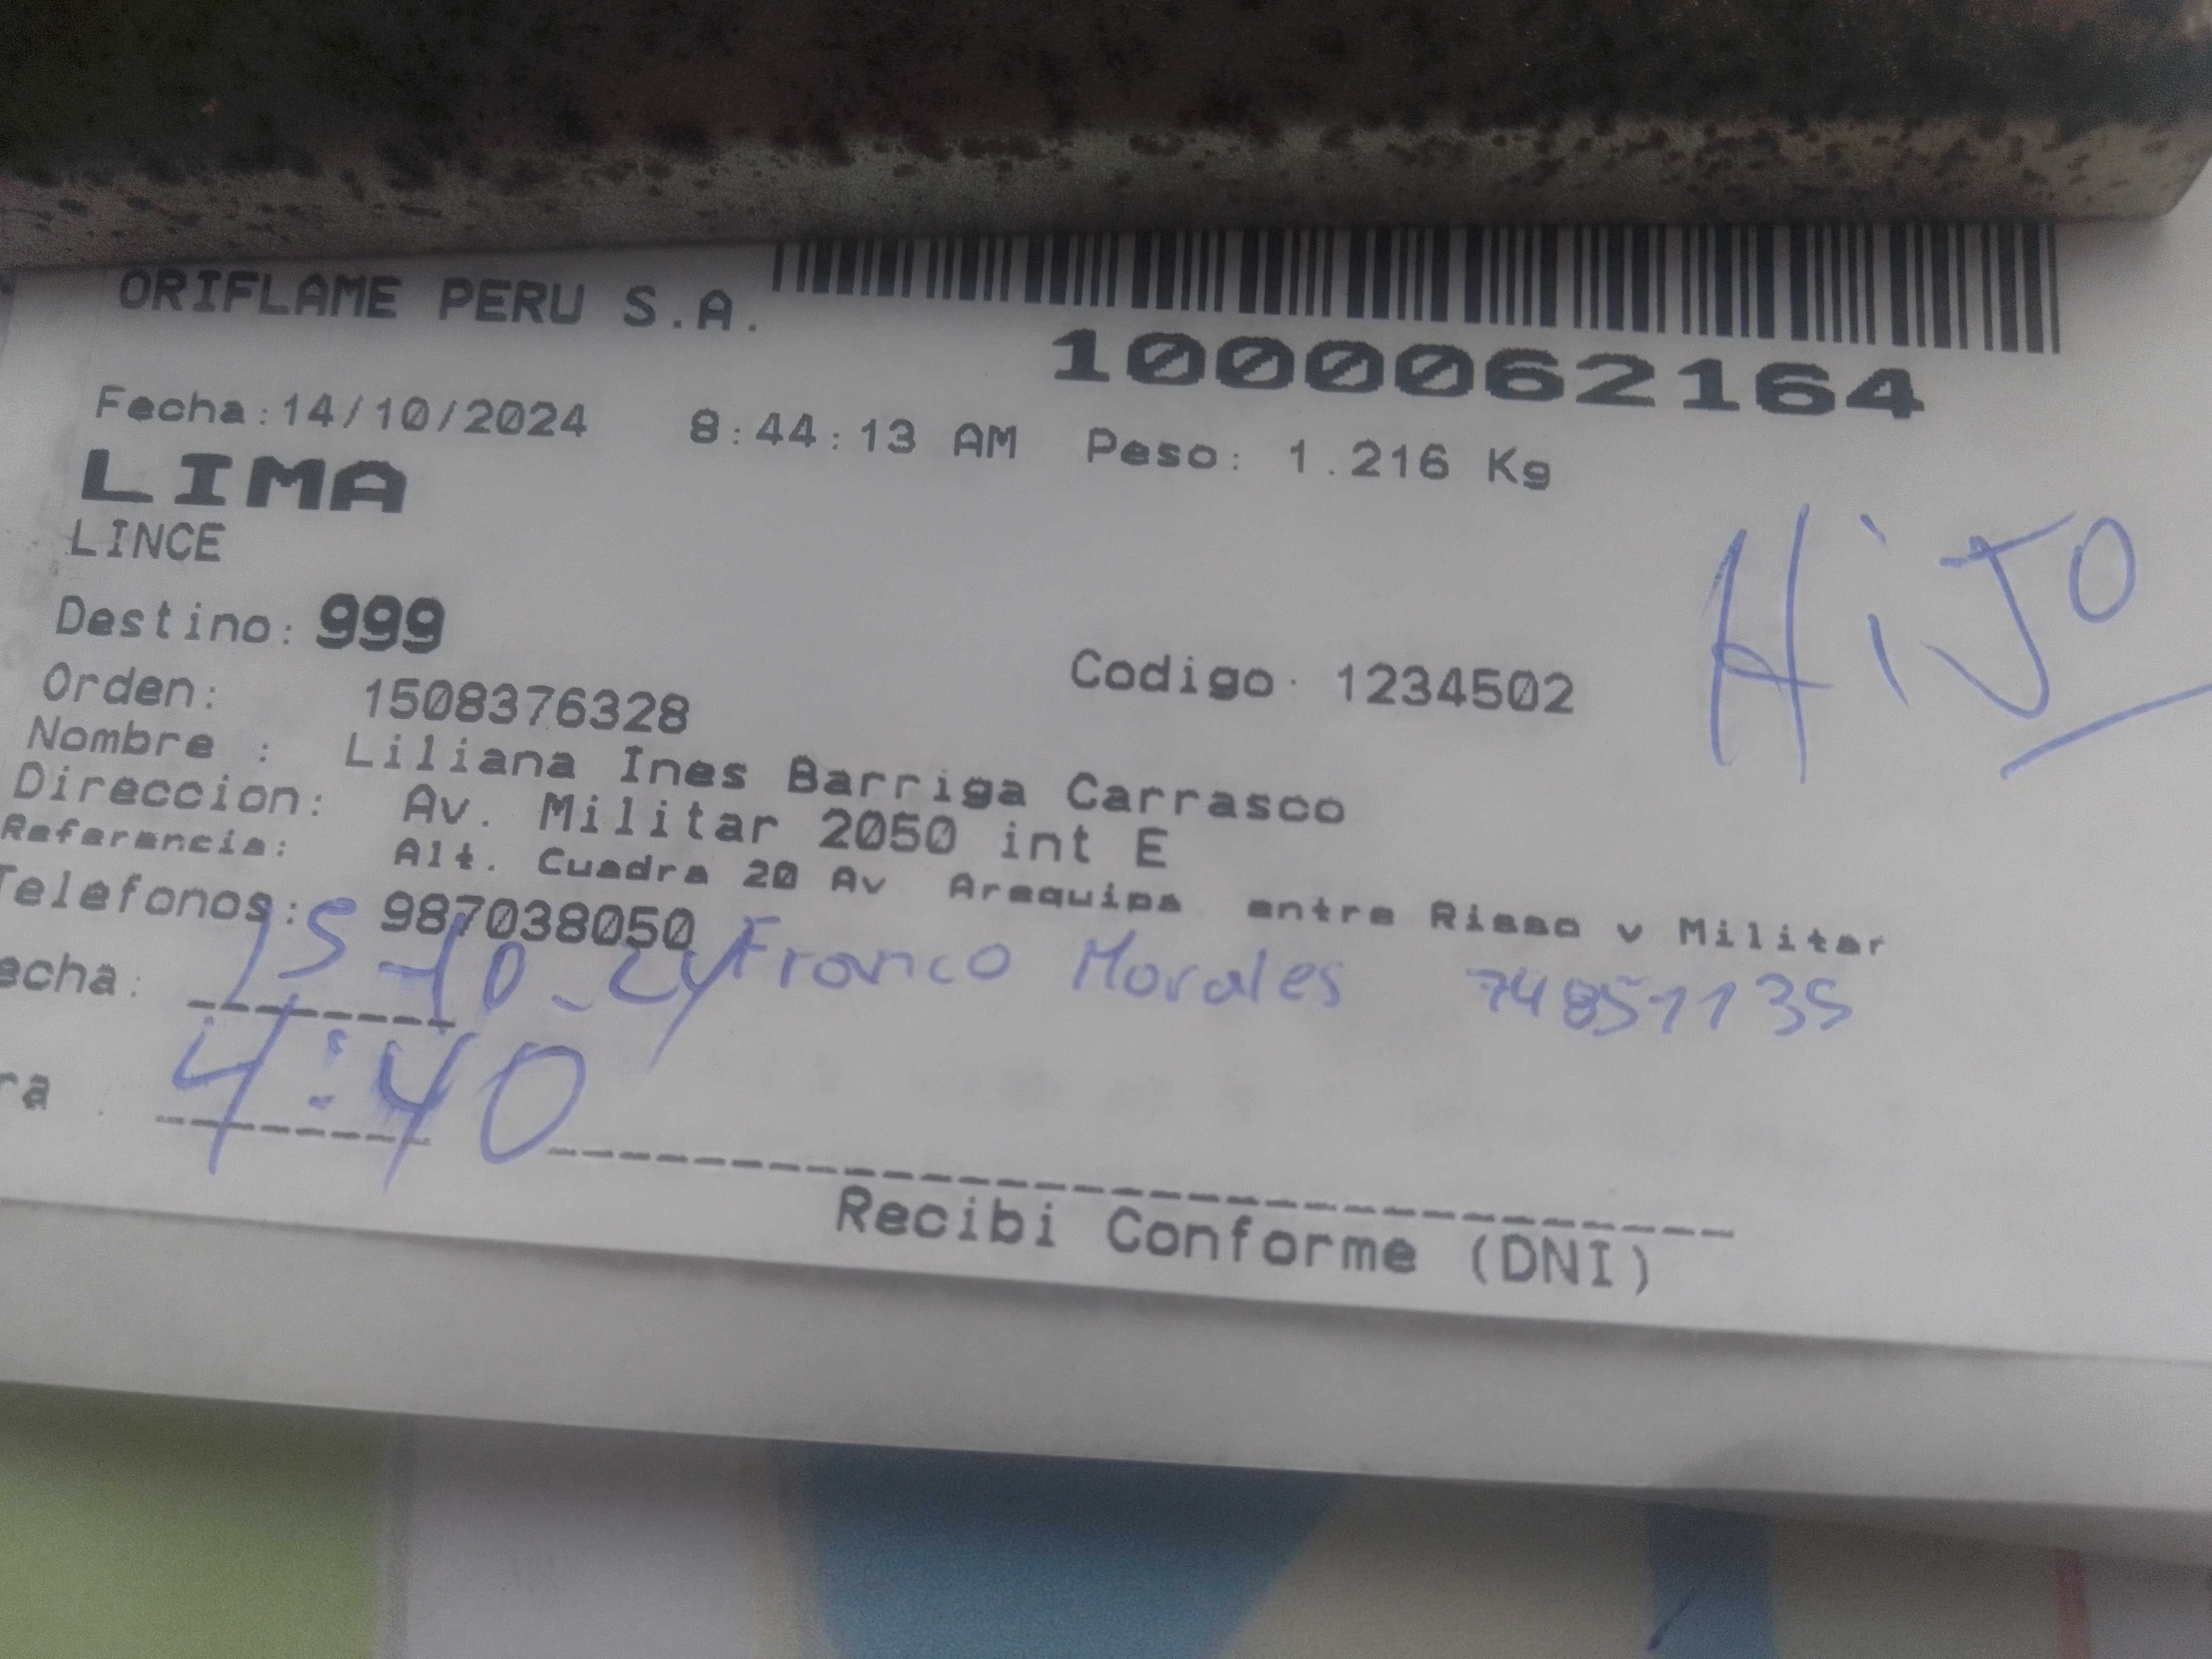 ORIFLAME PERU S.A.
1000062164
Fecha:14/10/2024 8:44:13 AM Peso: 1.216 Kg
LIMA
LINCE
HiJo
Destino: 999
Orden: 1508376328 Codigo: 1234502
Nombre : Liliana Ines Barriga Carrasco
Direccion: Av. Militar 2050 int E
Referencia: Alt. Cuadra 20 Av Arequipa entre Risso y Militar
Telefonos: 987038050
echa: 15-10-24 Franco Morales 74851135
ra : 4:40
Recibi Conforme (DNI)